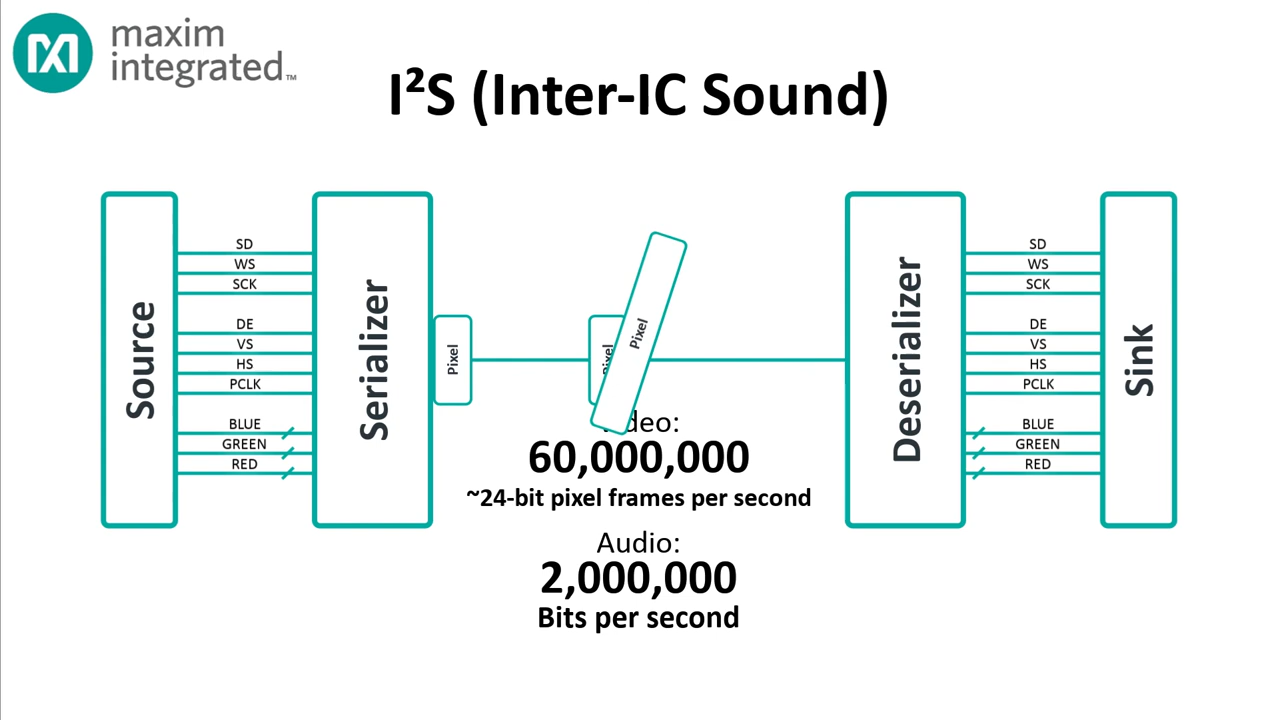 maxim
integrated™
I²S (Inter-IC Sound)
Source
SD
WS
SCK
DE
VS
HS
PCLK
BLUE
GREEN
RED
Serializer
Pixel
Pixel
Deserializer
SD
WS
SCK
DE
VS
HS
PCLK
BLUE
GREEN
RED
Sink
60,000,000
~24-bit pixel frames per second
Audio:
2,000,000
Bits per second